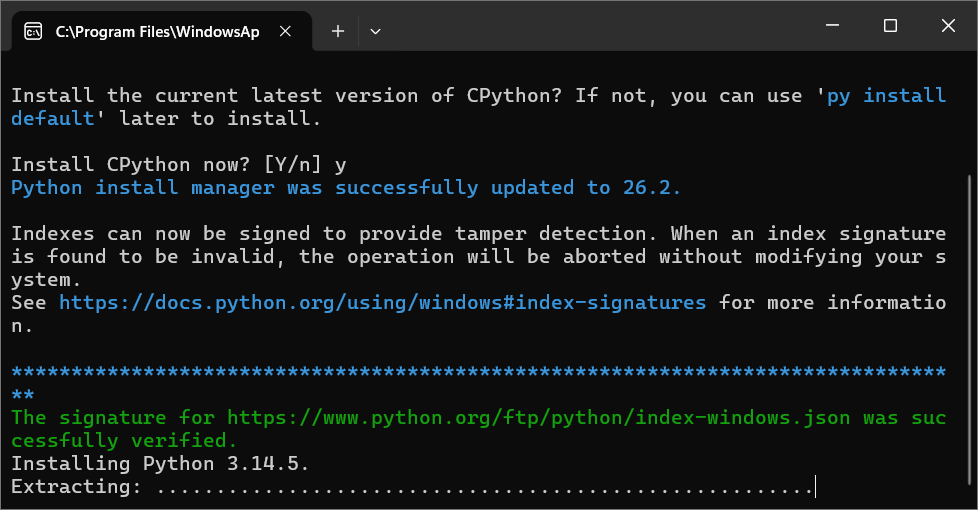 C:\Program Files\WindowsAp
Install the current latest version of CPython? If not, you can use 'py install
default' later to install.
Install CPython now? [Y/n] y
Python install manager was successfully updated to 26.2.
Indexes can now be signed to provide tamper detection. When an index signature
is found to be invalid, the operation will be aborted without modifying your s
ystem.
See https://docs.python.org/using/windows#index-signatures for more informatio
n.
******************************************************************************
**
The signature for https://www.python.org/ftp/python/index-windows.json was suc
cessfully verified.
Installing Python 3.14.5.
Extracting: .......................................................